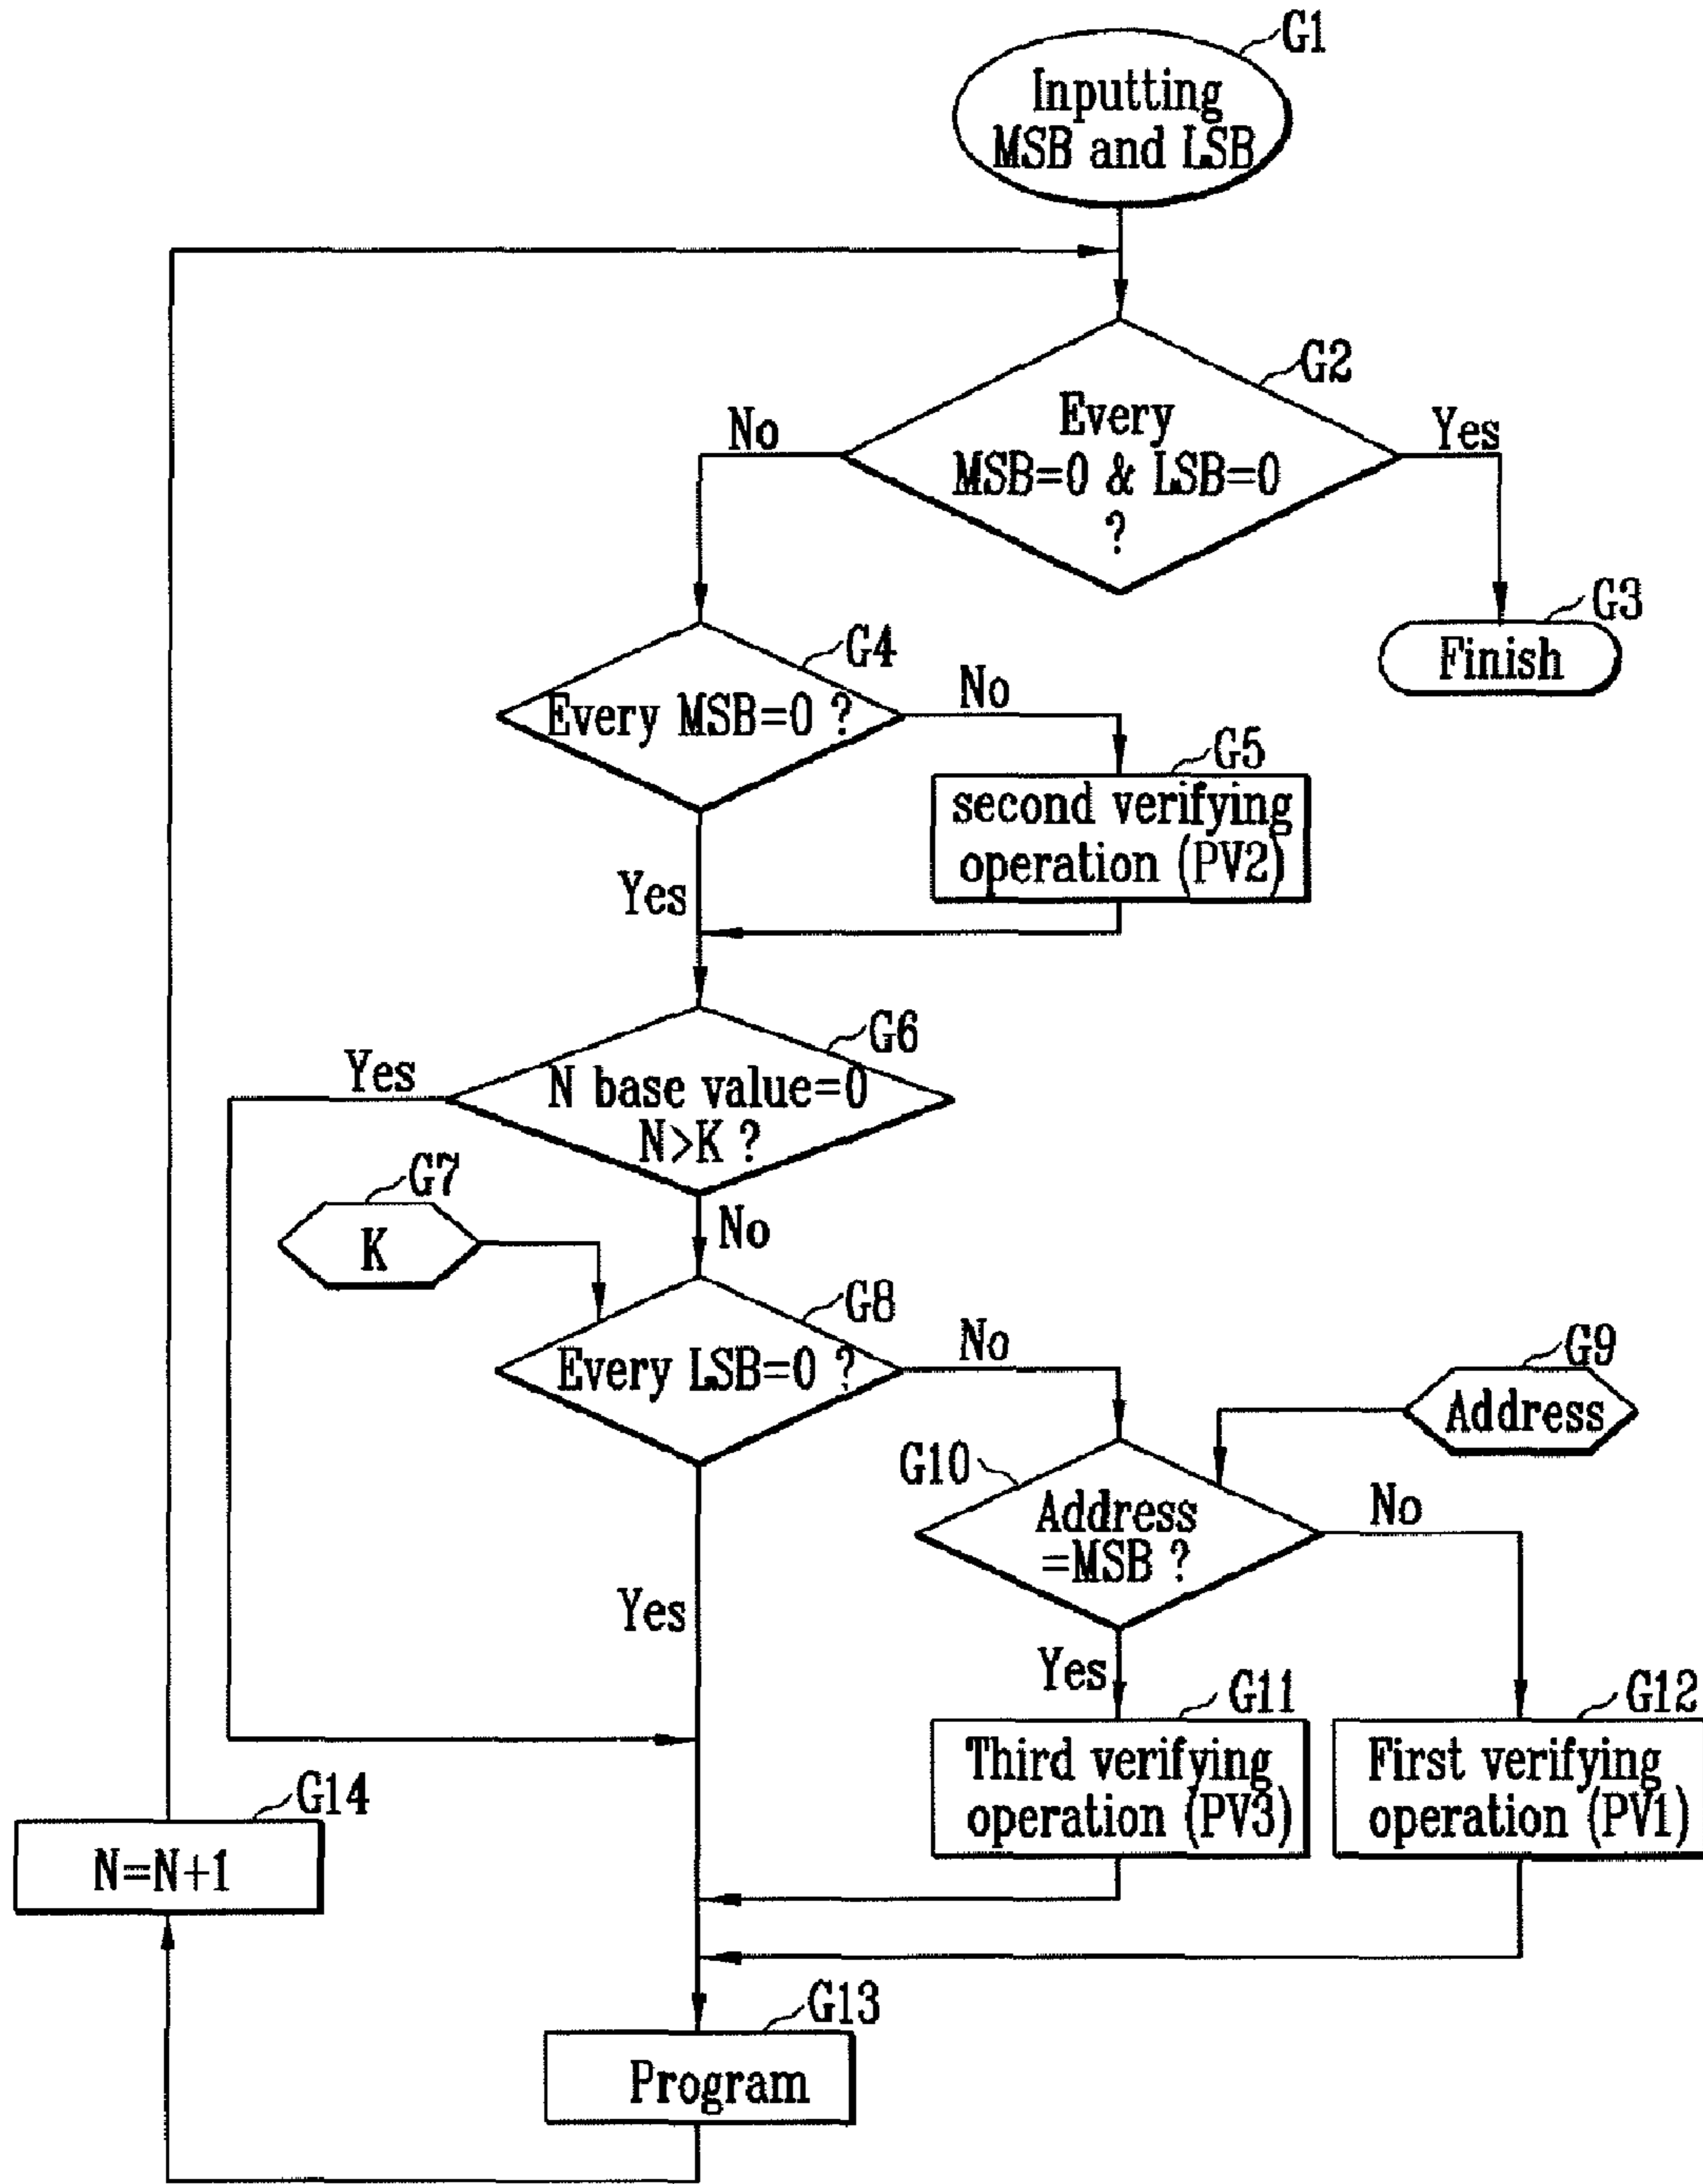 G1
Inputting
MSB and LSB
G2
Every
MSB=0 & LSB=0
?
No
Yes
G3
Finish
G4
Every MSB=0 ?
No
G5
second verifying
operation (PV2)
Yes
G6
N base value=0
N>K ?
Yes
No
G7
K
G8
Every LSB=0 ?
No
G9
Address
G10
Address
=MSB ?
No
Yes
Yes
G11
Third verifying
operation (PV3)
G12
First verifying
operation (PV1)
G14
N=N+1
G13
Program